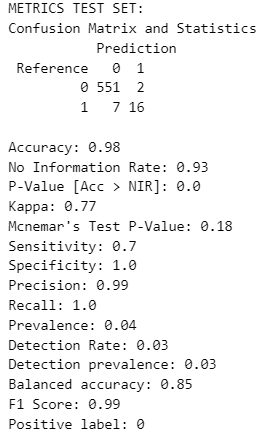 METRICS TEST SET:
Confusion Matrix and Statistics
Prediction
Reference 0 1
0 551 2
1 7 16
Accuracy: 0.98
No Information Rate: 0.93
P-Value [Acc > NIR]: 0.0
Kappa: 0.77
Mcnemar's Test P-Value: 0.18
Sensitivity: 0.7
Specificity: 1.0
Precision: 0.99
Recall: 1.0
Prevalence: 0.04
Detection Rate: 0.03
Detection prevalence: 0.03
Balanced accuracy: 0.85
F1 Score: 0.99
Positive label: 0